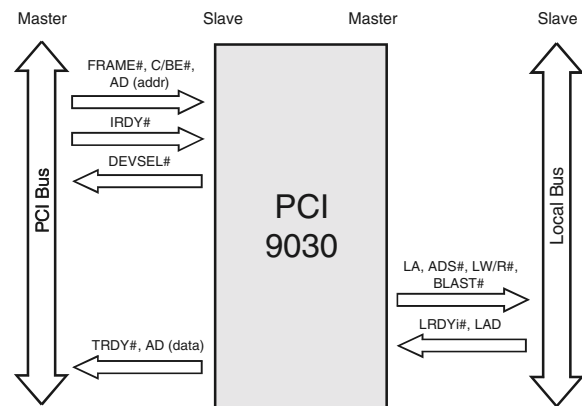 Master
Slave
Master
Slave
FRAME#, C/BE#,
AD (addr)
IRDY#
DEVSEL#
PCI Bus
PCI
9030
Local Bus
LA, ADS#, LW/R#,
BLAST#
LRDYi#, LAD
TRDY#, AD (data)